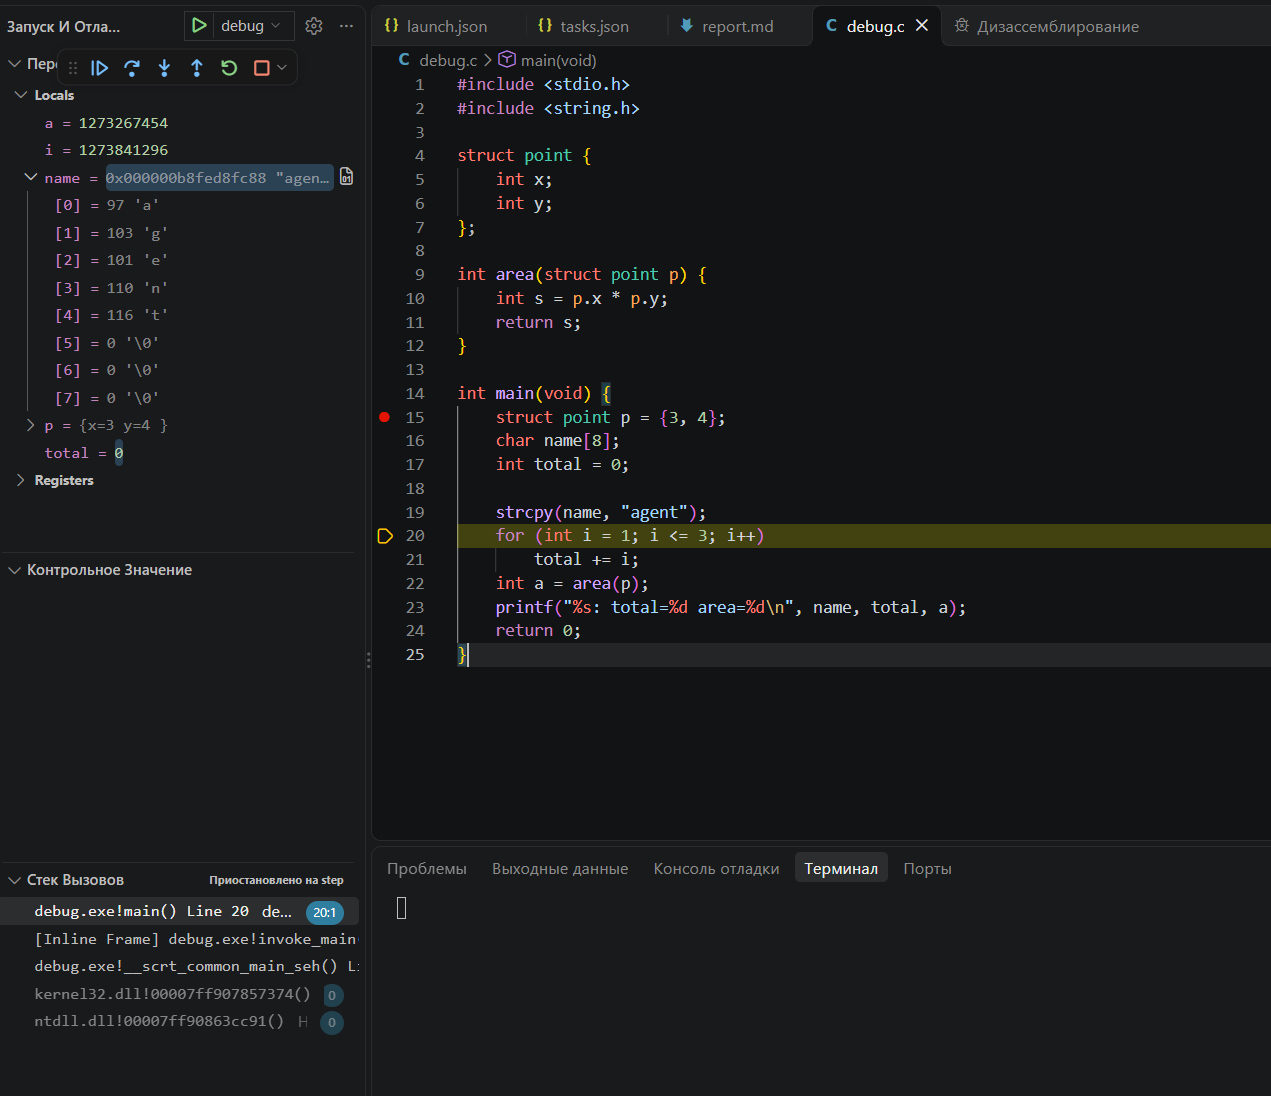 Запуск И Отла...
debug
Пере
Locals
a = 1273267454
i = 1273841296
name = 0x000000b8fed8fc88 "agen...
[0] = 97 'a'
[1] = 103 'g'
[2] = 101 'e'
[3] = 110 'n'
[4] = 116 't'
[5] = 0 '\0'
[6] = 0 '\0'
[7] = 0 '\0'
p = {x=3 y=4 }
total = 0
Registers
Контрольное Значение
Стек Вызовов Приостановлено на step
debug.exe!main() Line 20 de... 20:1
[Inline Frame] debug.exe!invoke_main
debug.exe!__scrt_common_main_seh() Li
kernel32.dll!00007ff907857374() 0
ntdll.dll!00007ff90863cc91() 0
launch.json tasks.json report.md debug.c Дизассемблирование
debug.c main(void)
1 #include <stdio.h>
2 #include <string.h>
3
4 struct point {
5 int x;
6 int y;
7 };
8
9 int area(struct point p) {
10 int s = p.x * p.y;
11 return s;
12 }
13
14 int main(void) {
15 struct point p = {3, 4};
16 char name[8];
17 int total = 0;
18
19 strcpy(name, "agent");
20 for (int i = 1; i <= 3; i++)
21 total += i;
22 int a = area(p);
23 printf("%s: total=%d area=%d\n", name, total, a);
24 return 0;
25 }
Проблемы Выходные данные Консоль отладки Терминал Порты